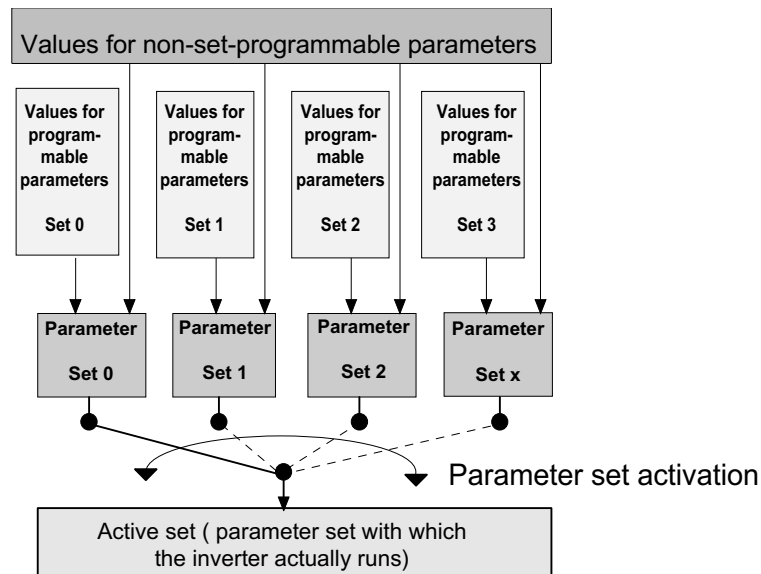 Values for non-set-programmable parameters
Values for
program-
mable
parameters
Set 0
Values for
program-
mable
parameters
Set 1
Values for
program-
mable
parameters
Set 2
Values for
program-
mable
parameters
Set 3
Parameter
Set 0
Parameter
Set 1
Parameter
Set 2
Parameter
Set x
Parameter set activation
Active set ( parameter set with which
the inverter actually runs)